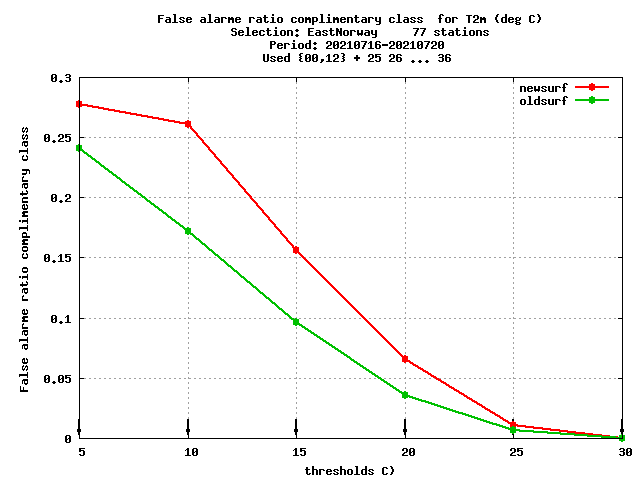 False alarme ratio complimentary class  for T2m (deg C)
Selection: EastNorway     77 stations
Period: 20210716-20210720
Used {00,12} + 25 26 ... 36
newsurf
oldsurf
False alarme ratio complimentary class
0.3
0.25
0.2
0.15
0.1
0.05
0
5 10 15 20 25 30
thresholds C)